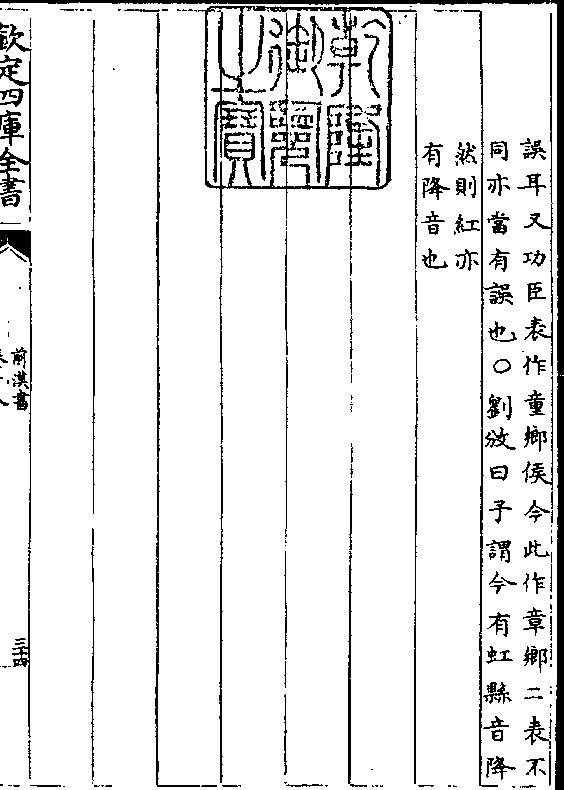 誤耳又功臣表作童鄉侯今此作章鄉二表不
同亦當有誤也○劉攽曰子謂今有虹縣音降
然則紅亦
有降音也
乾隆
御覽
之寶
欽定四庫全書
前漢書
三十四